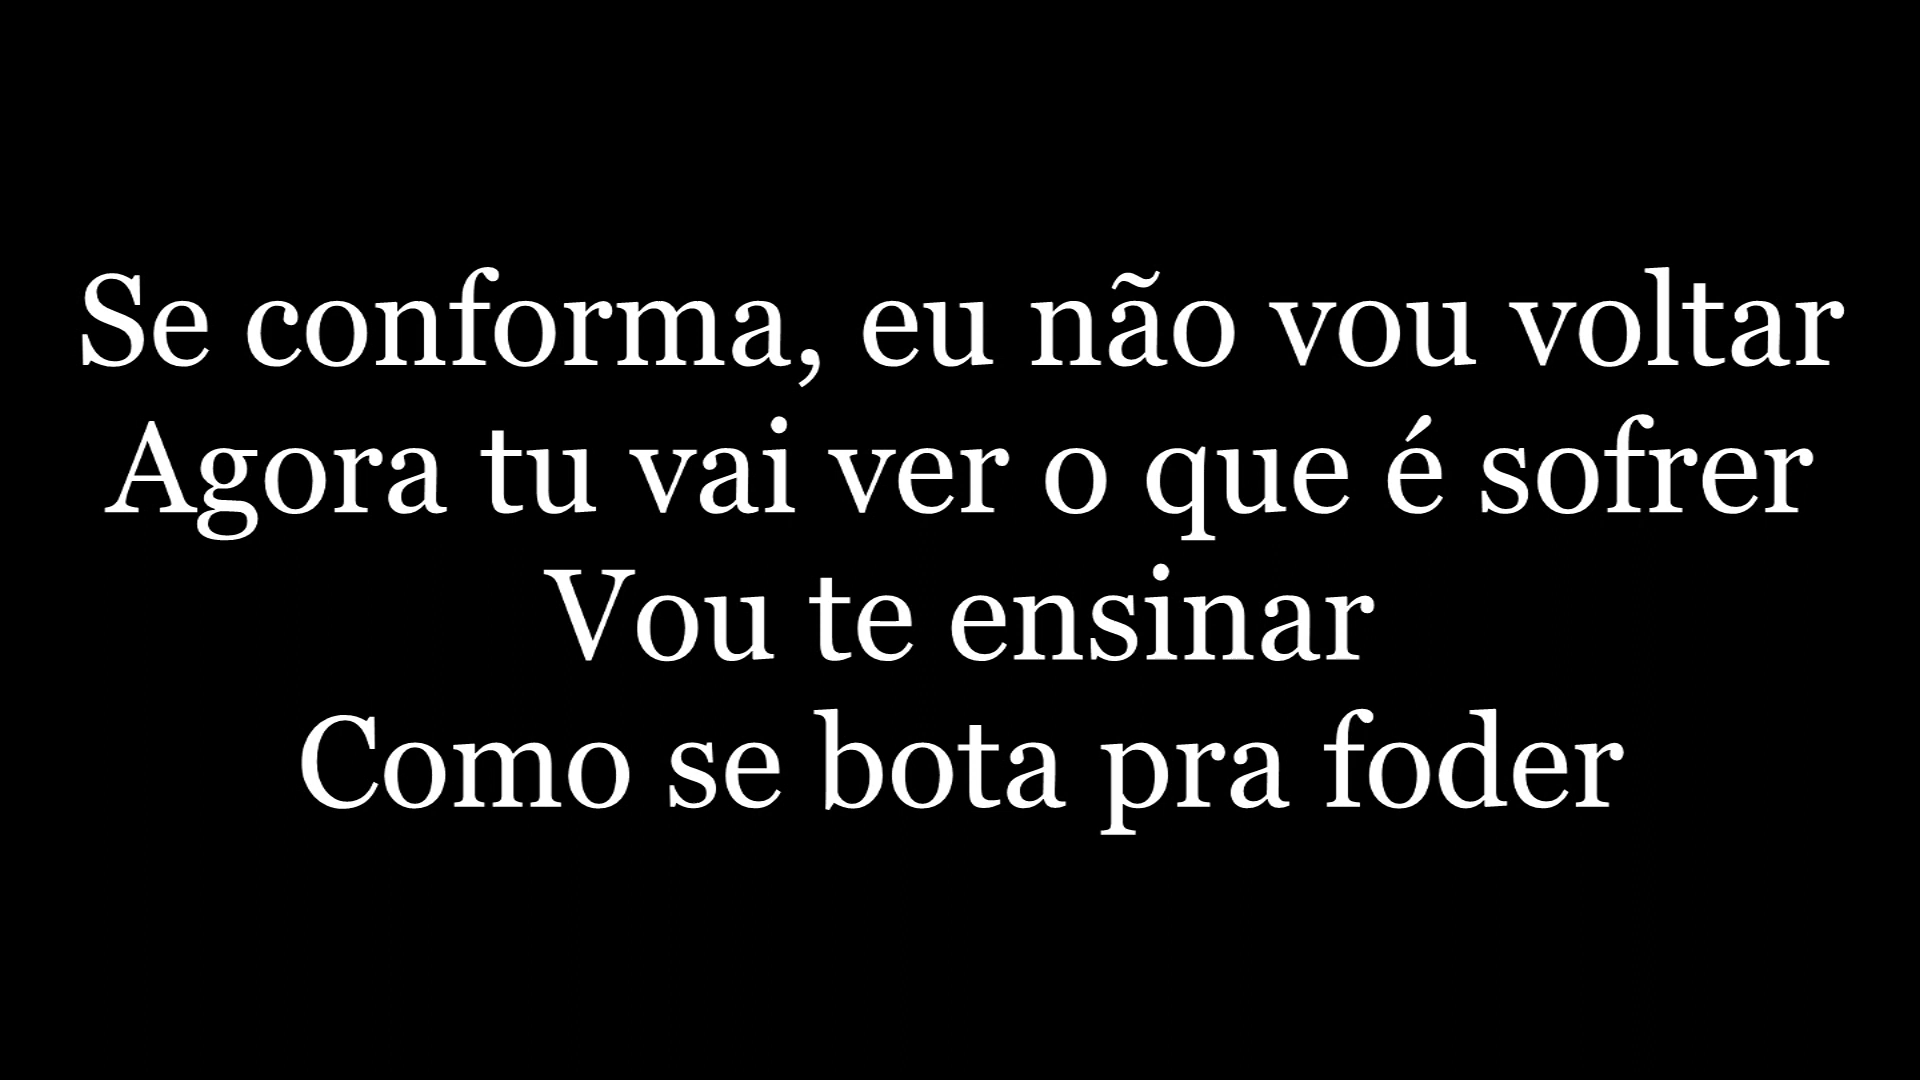 Se conforma, eu não vou voltar
Agora tu vai ver o que é sofrer
Vou te ensinar
Como se bota pra foder